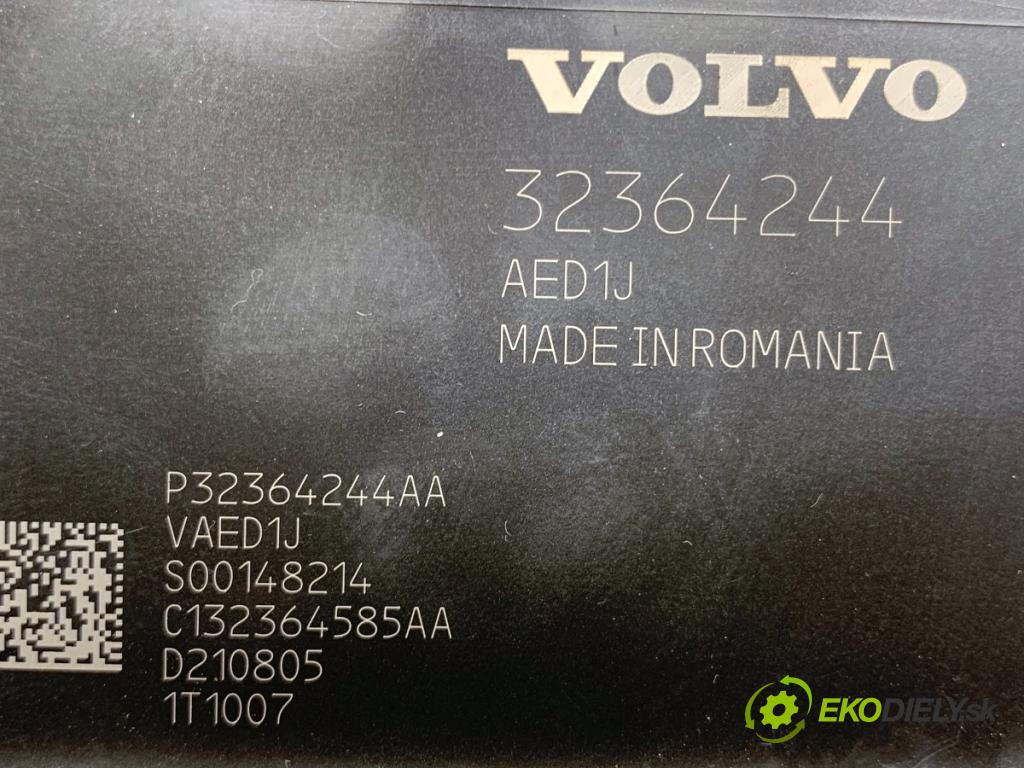 VOLVO
32364244
AED1J
MADE IN ROMANIA
P32364244AA
VAED1J
S00148214
C132364585AA
D210805
1T1007
EKODIELY.sk